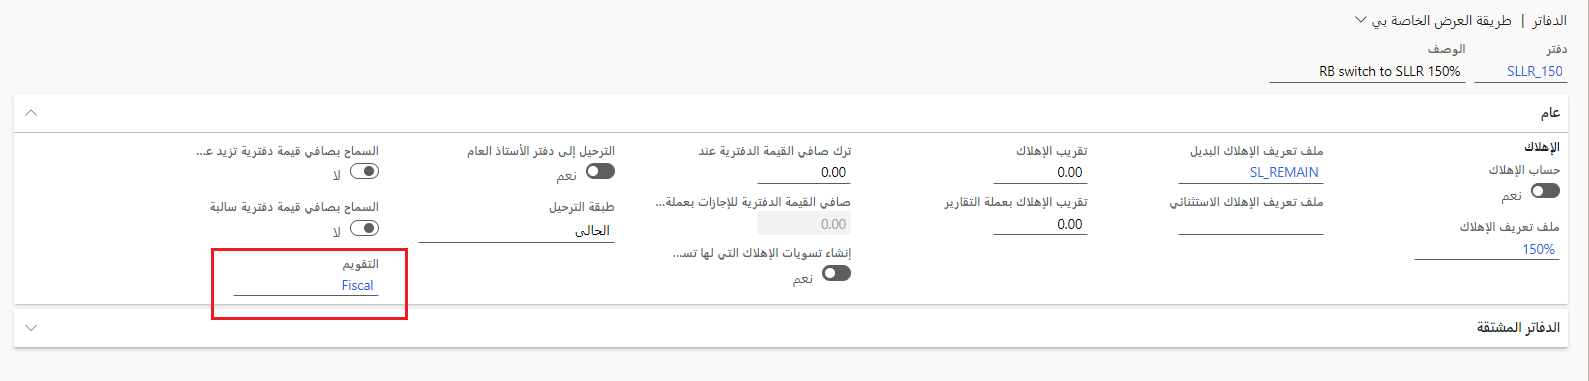 الدفاتر | طريقة العرض الخاصة بي
دفتر
SLLR_150
الوصف
RB switch to SLLR 150%
عام
الإهلاك
حساب الإهلاك
نعم
ملف تعريف الإهلاك
150%
ملف تعريف الإهلاك البديل
SL_REMAIN
ملف تعريف الإهلاك الاستثنائي
تقريب الإهلاك
0.00
تقريب الإهلاك بعملة التقارير
0.00
ترك صافي القيمة الدفترية عند
0.00
صافي القيمة الدفترية للإجازات بعملة...
0.00
إنشاء تسويات الإهلاك التي لها تس...
نعم
الترحيل إلى دفتر الأستاذ العام
نعم
طبقة الترحيل
الحالى
السماح بصافي قيمة دفترية تزيد عـ...
لا
السماح بصافي قيمة دفترية سالبة
لا
التقويم
Fiscal
الدفاتر المشتقة